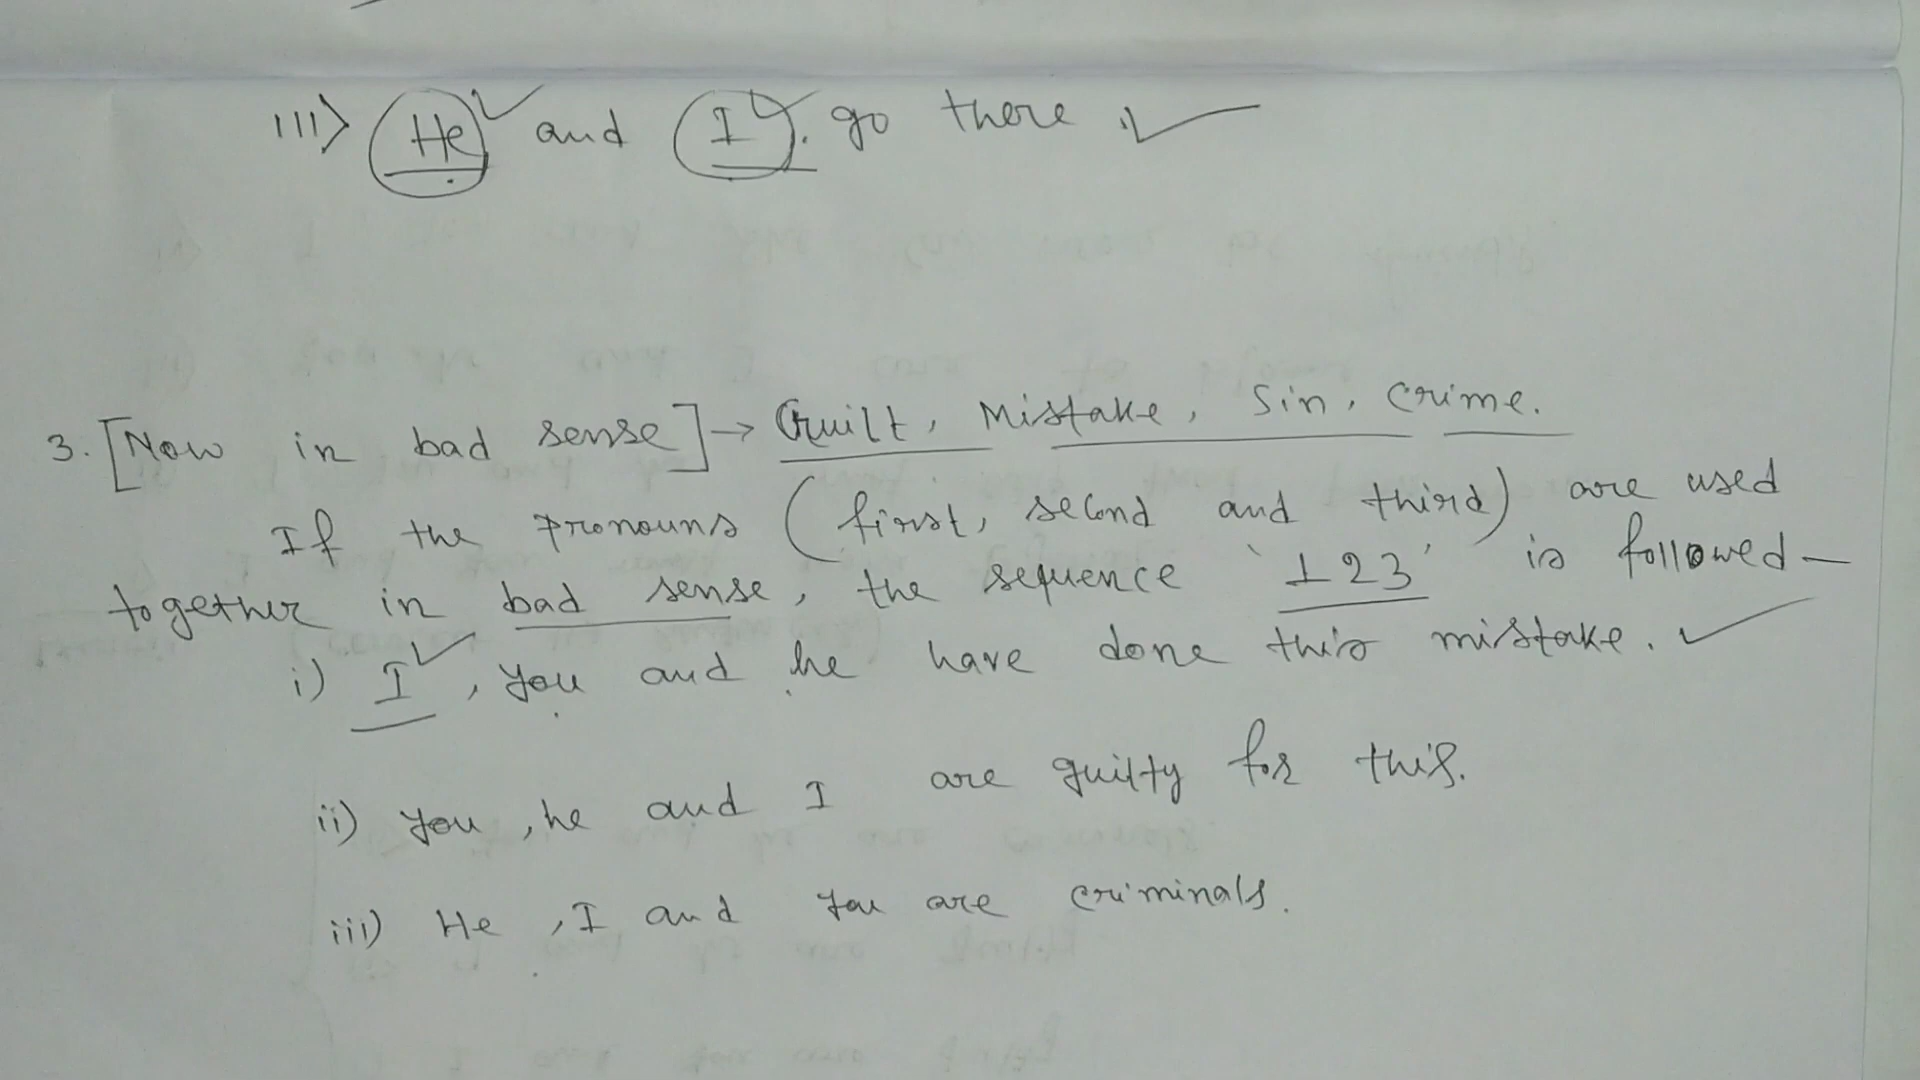 iii) He and I. go there
3. [Now in bad sense] → Guilt, Mistake, Sin, Crime.
If the pronouns (first, second and third) are used
together in bad sense, the sequence '123' is followed-
i) I, you and he have done this mistake.
ii) You, he and I are guilty for this.
iii) He, I and you are criminals.